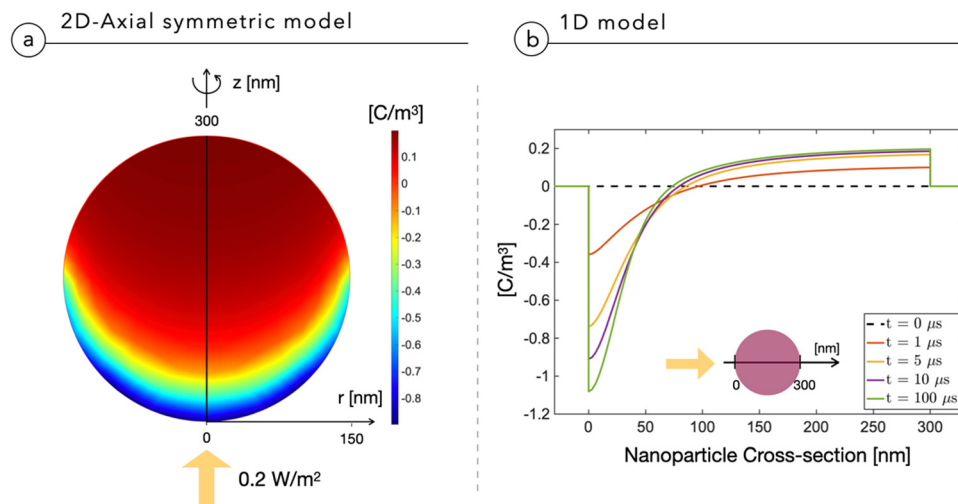 a
2D-Axial symmetric model
z [nm]
300
[C/m³]
0.1
0
-0.1
-0.2
-0.3
-0.4
-0.5
-0.6
-0.7
-0.8
r [nm]
0
150
0.2 W/m²
b
1D model
0.2
0
-0.2
-0.4
-0.6
-0.8
-1
-1.2
[C/m³]
t = 0 μs
t = 1 μs
t = 5 μs
t = 10 μs
t = 100 μs
[nm]
0
300
0
50
100
150
200
250
300
Nanoparticle Cross-section [nm]